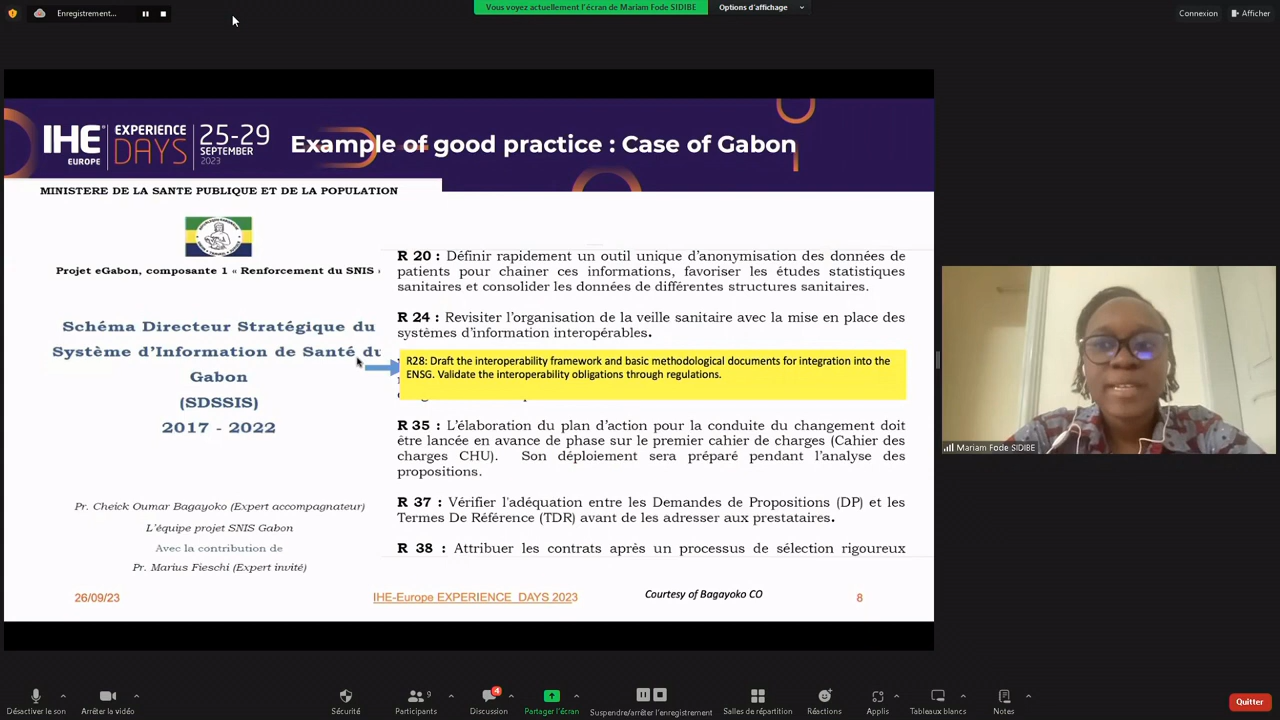 Enregistrement...
Vous voyez actuellement l'écran de Mariam Fode SIDIBE
Options d'affichage
Connexion
Afficher
IHE
EUROPE
EXPERIENCE
DAYS
25-29
SEPTEMBER
2023
Example of good practice : Case of Gabon
MINISTERE DE LA SANTE PUBLIQUE ET DE LA POPULATION
Projet eGabon, composante 1 « Renforcement du SNIS »
Schéma Directeur Stratégique du
Système d'Information de Santé du
Gabon
(SDSSIS)
2017 - 2022
Pr. Cheick Oumar Bagayoko (Expert accompagnateur)
L'équipe projet SNIS Gabon
Avec la contribution de
Pr. Marius Fieschi (Expert invité)
R 20 : Définir rapidement un outil unique d'anonymisation des données de
patients pour chainer ces informations, favoriser les études statistiques
sanitaires et consolider les données de différentes structures sanitaires.
R 24 : Revisiter l'organisation de la veille sanitaire avec la mise en place des
systèmes d'information interopérables.
R28: Draft the interoperability framework and basic methodological documents for integration into the
ENSG. Validate the interoperability obligations through regulations.
R 35 : L'élaboration du plan d'action pour la conduite du changement doit
être lancée en avance de phase sur le premier cahier de charges (Cahier des
charges CHU). Son déploiement sera préparé pendant l'analyse des
propositions.
R 37 : Vérifier l'adéquation entre les Demandes de Propositions (DP) et les
Termes De Référence (TDR) avant de les adresser aux prestataires.
R 38 : Attribuer les contrats après un processus de sélection rigoureux
26/09/23
IHE-Europe EXPERIENCE DAYS 2023
Courtesy of Bagayoko CO
8
Mariam Fode SIDIBE
Désactiver le son
Arrêter la vidéo
Sécurité
9
Participants
4
Discussion
Partager l'écran
Suspendre/arrêter l'enregistrement
Salles de répartition
Réactions
Applis
Tableaux blancs
Notes
Quitter